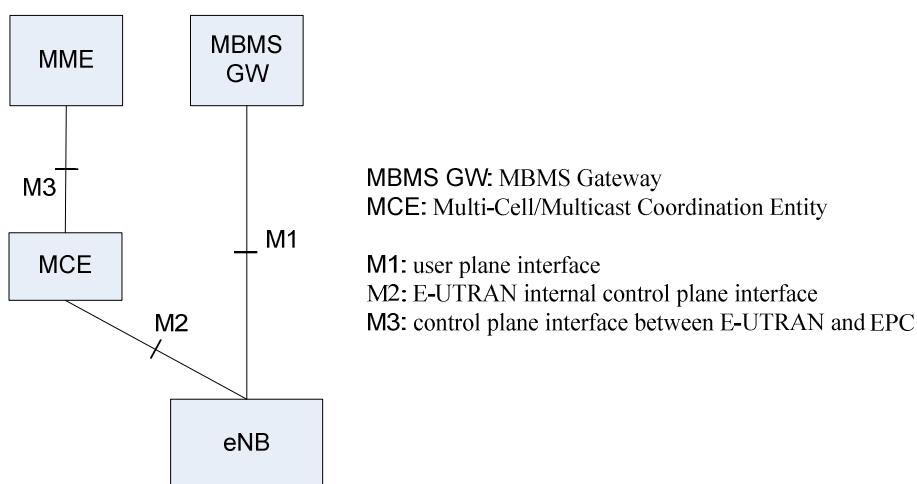 MME
MBMS
GW
M3
M1
MCE
M2
eNB
MBMS GW: MBMS Gateway
MCE: Multi-Cell/Multicast Coordination Entity
M1: user plane interface
M2: E-UTRAN internal control plane interface
M3: control plane interface between E-UTRAN and EPC